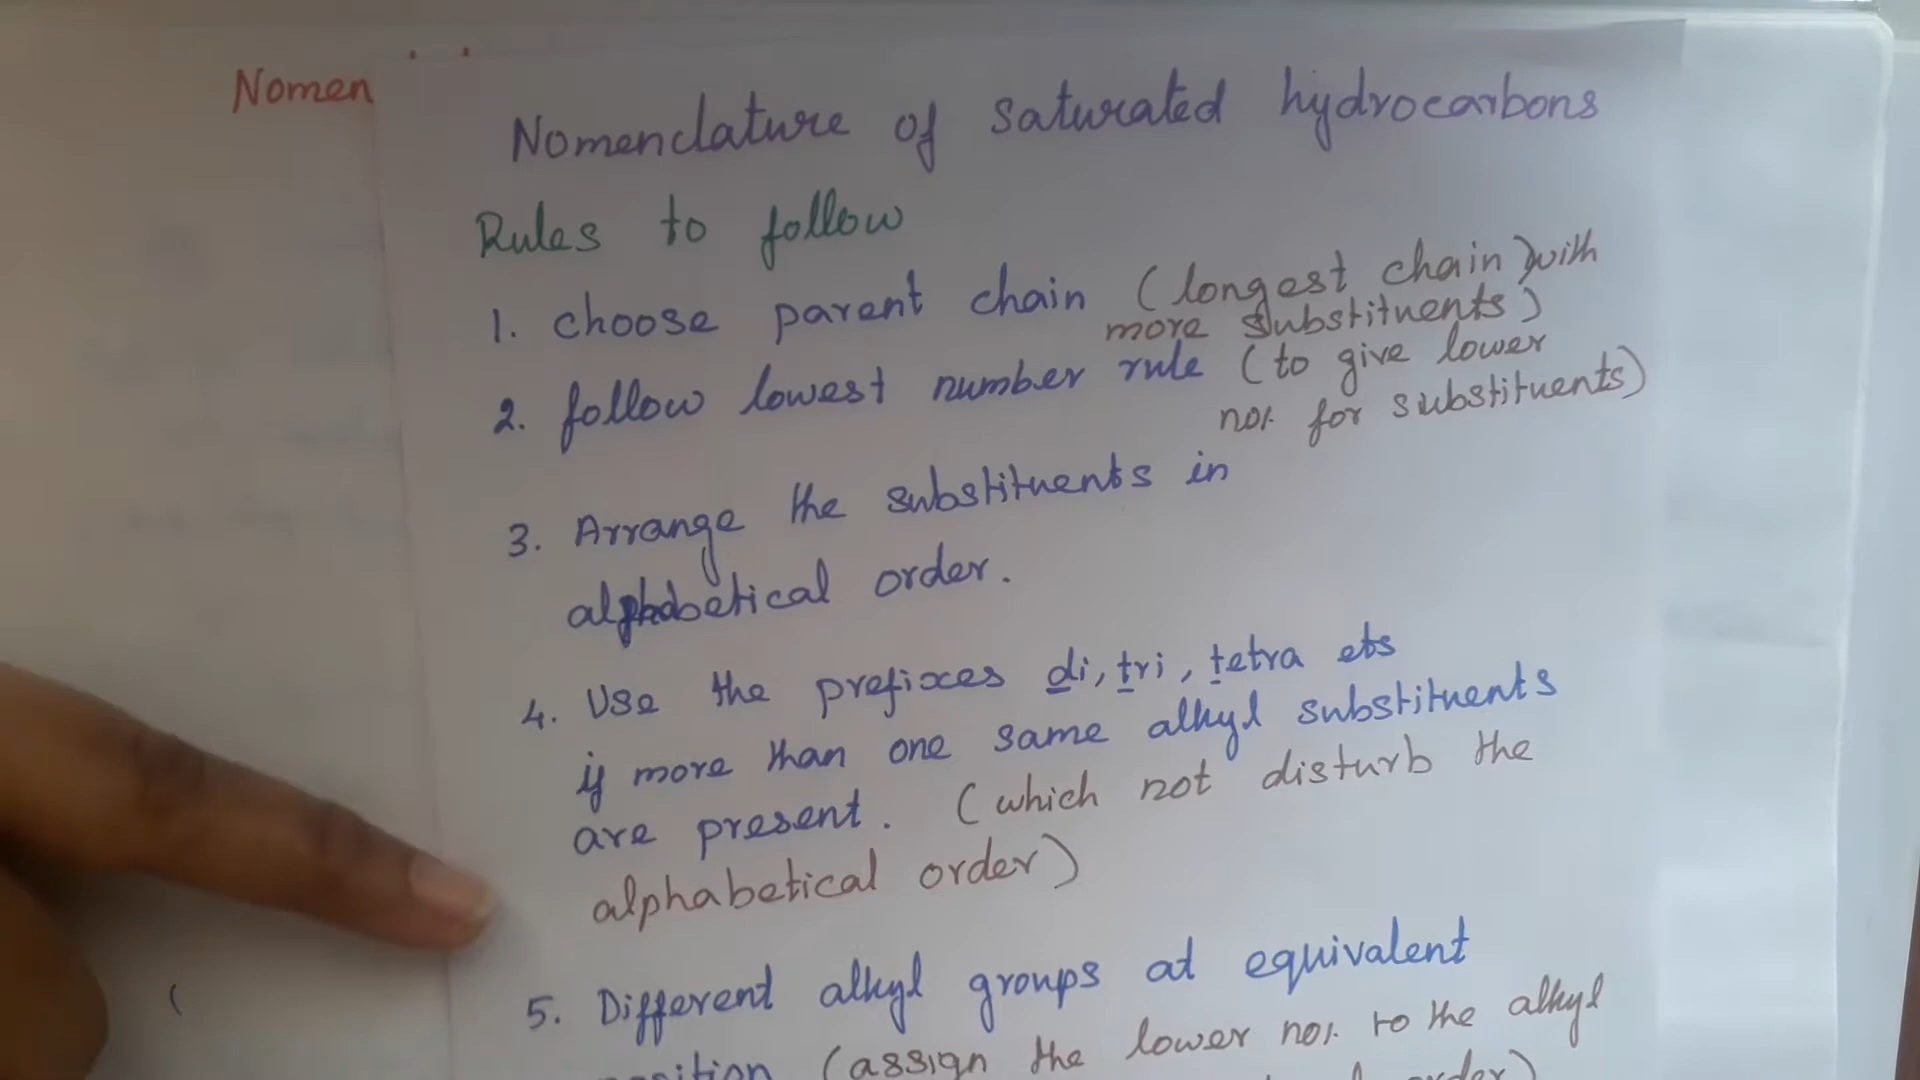 Nomen
Nomenclature of saturated hydrocarbons
Rules to follow
1. choose parent chain (longest chain) with
more substituents)
2. follow lowest number rule (to give lower
no/. for substituents)
3. Arrange the substituents in
alphabetical order.
4. Use the prefixes di, tri, tetra ets
if more than one same alkyl substituents
are present. (which not disturb the
alphabetical order)
5. Different alkyl groups at equivalent
(assign the lower no/. to the alkyl
order)